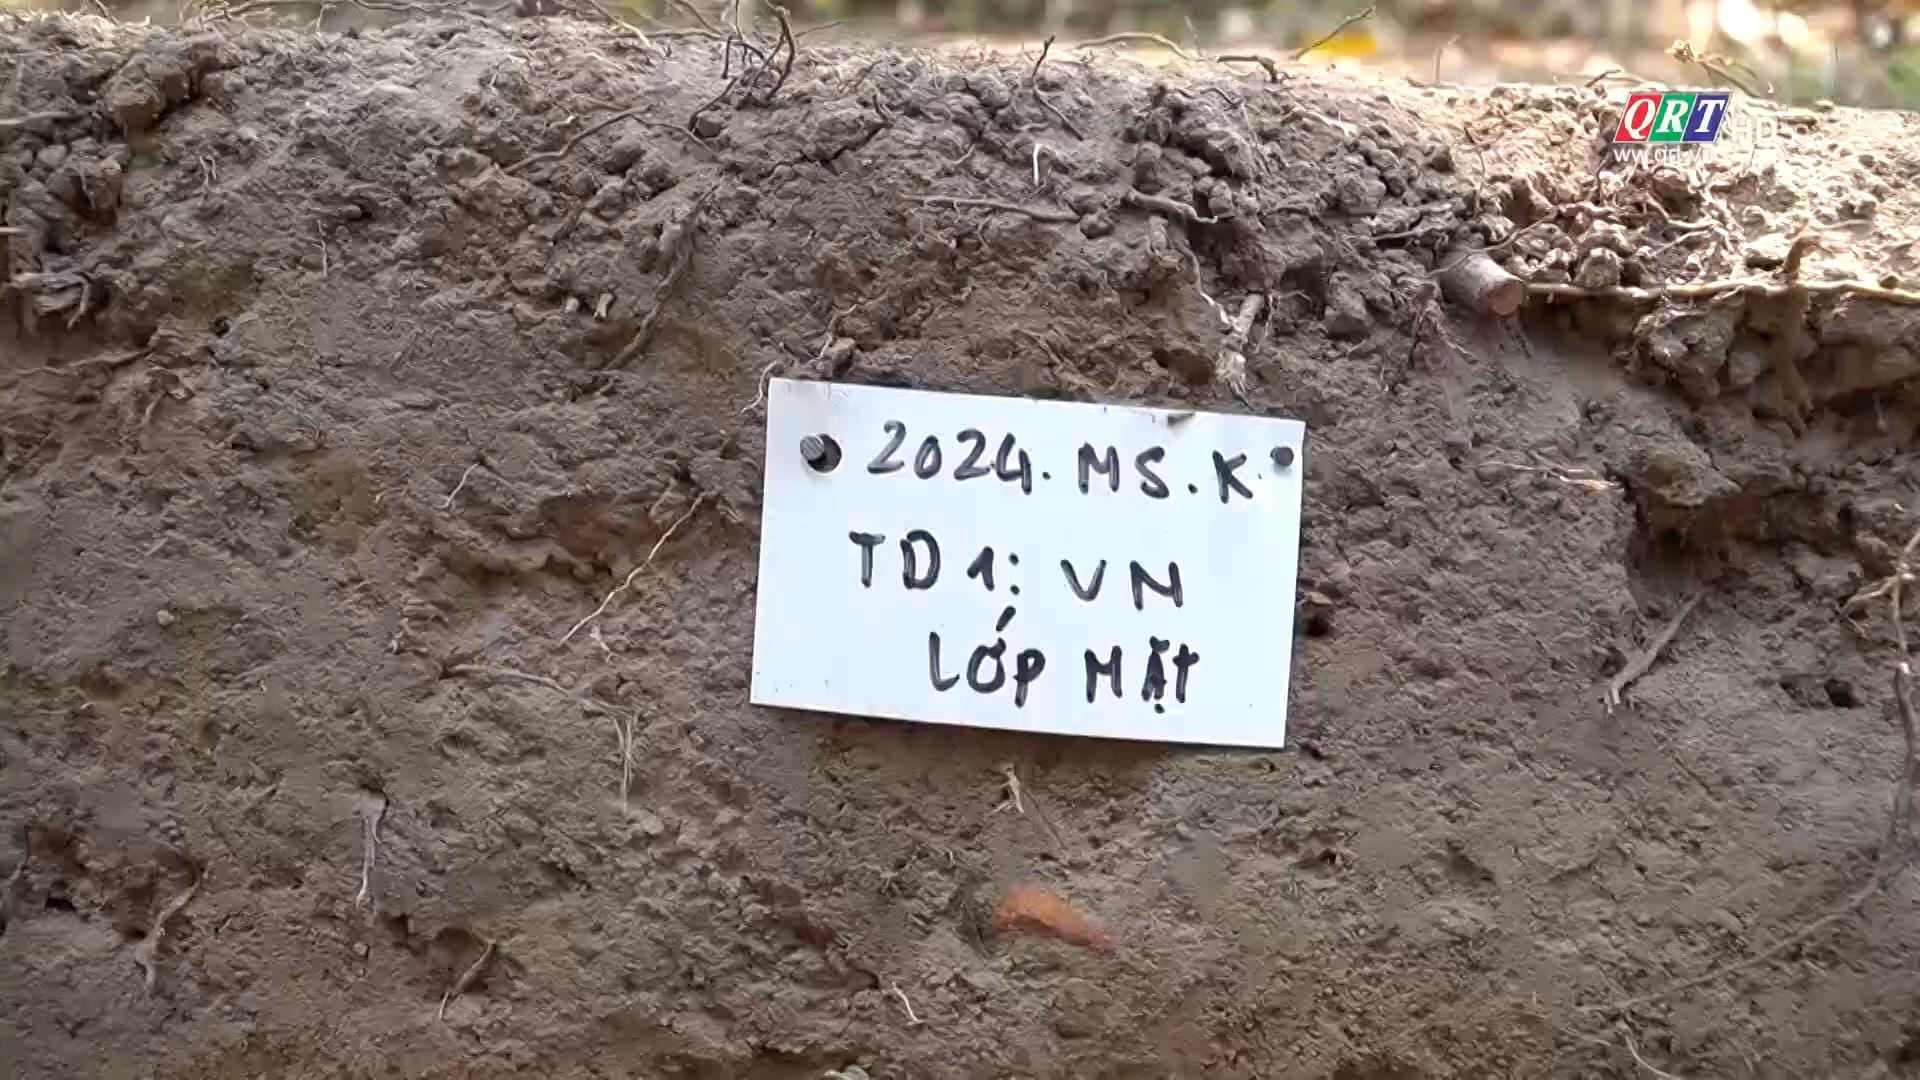 QRT HD
2024. MS. K.
TD1: VN
LỚP MẶT